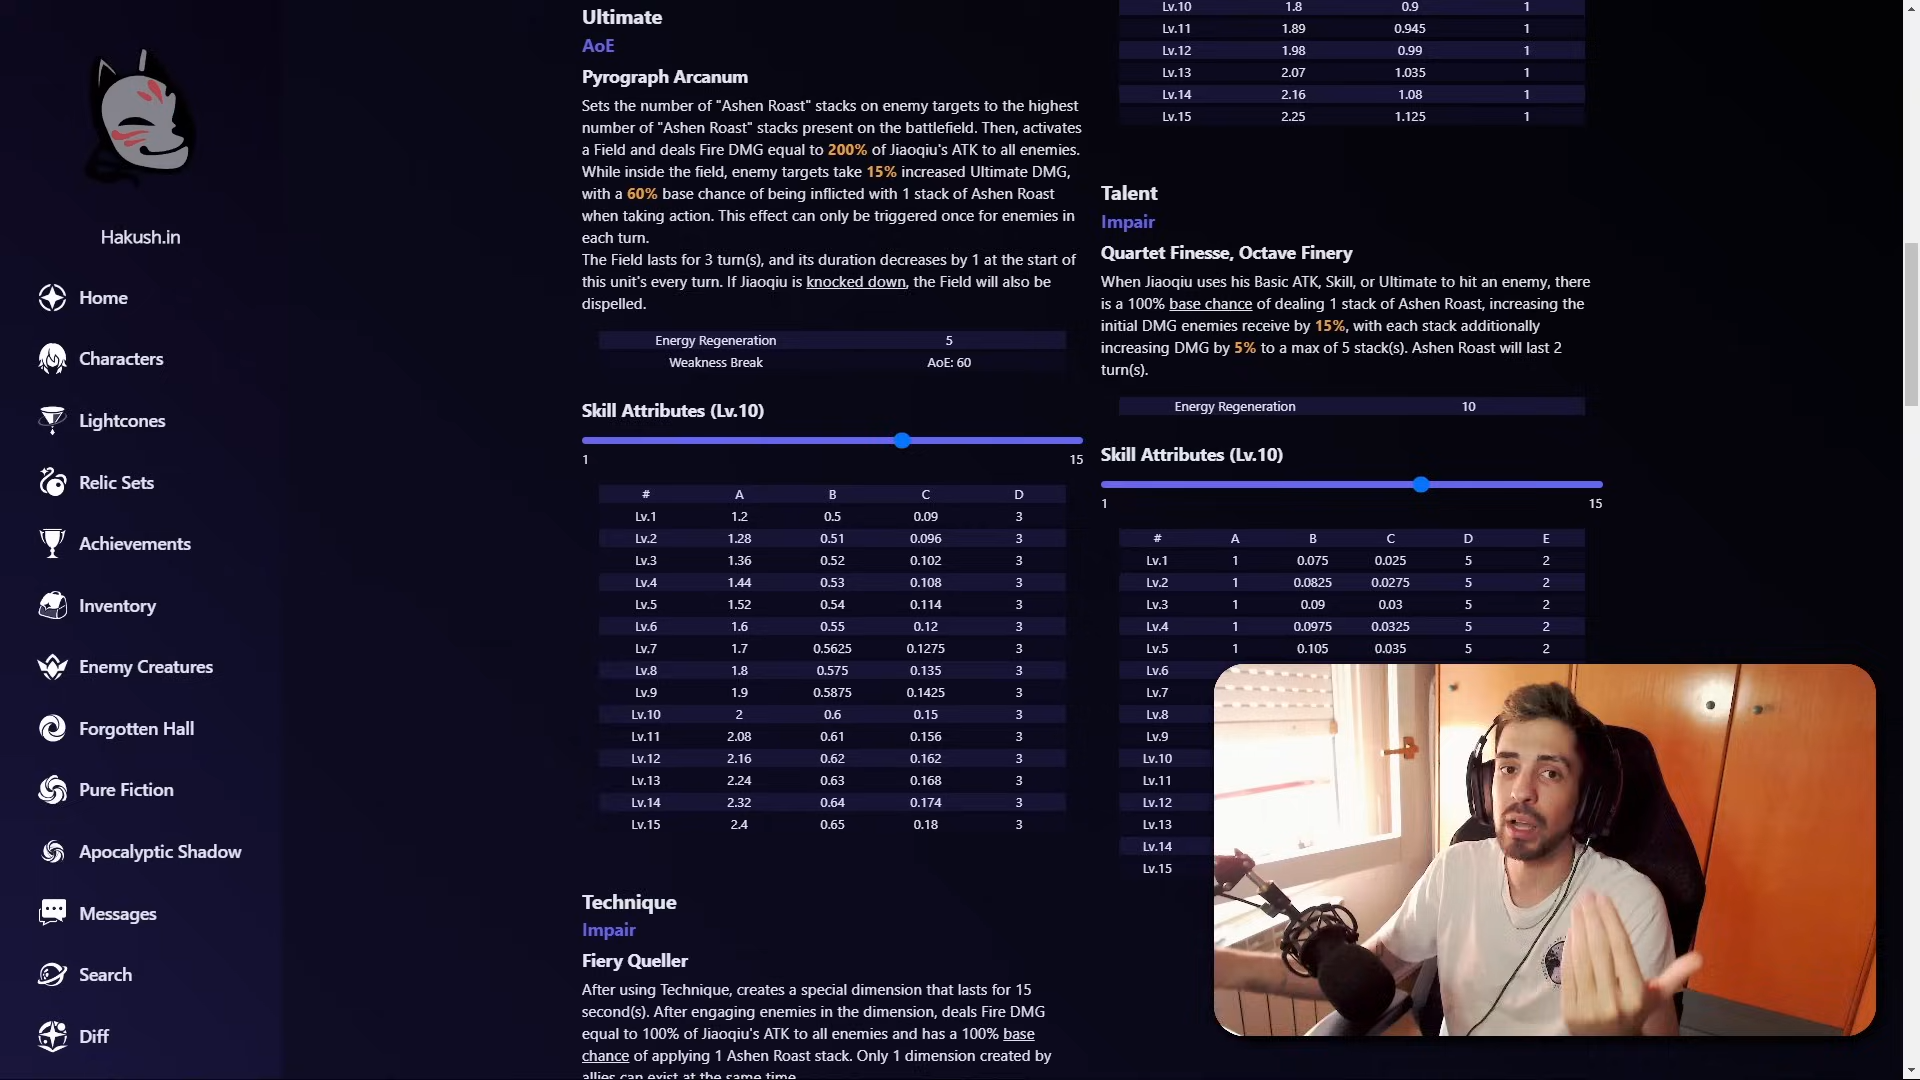 Hakush.in
Home
Characters
Lightcones
Relic Sets
Achievements
Inventory
Enemy Creatures
Forgotten Hall
Pure Fiction
Apocalyptic Shadow
Messages
Search
Diff
Ultimate
AoE
Pyrograph Arcanum
Sets the number of "Ashen Roast" stacks on enemy targets to the highest
number of "Ashen Roast" stacks present on the battlefield. Then, activates
a Field and deals Fire DMG equal to 200% of Jiaoqiu's ATK to all enemies.
While inside the field, enemy targets take 15% increased Ultimate DMG,
with a 60% base chance of being inflicted with 1 stack of Ashen Roast
when taking action. This effect can only be triggered once for enemies in
each turn.
The Field lasts for 3 turn(s), and its duration decreases by 1 at the start of
this unit's every turn. If Jiaoqiu is knocked down, the Field will also be
dispelled.
Energy Regeneration 5
Weakness Break AoE: 60
Skill Attributes (Lv.10)
1 15
# A B C D
Lv.1 1.2 0.5 0.09 3
Lv.2 1.28 0.51 0.096 3
Lv.3 1.36 0.52 0.102 3
Lv.4 1.44 0.53 0.108 3
Lv.5 1.52 0.54 0.114 3
Lv.6 1.6 0.55 0.12 3
Lv.7 1.7 0.5625 0.1275 3
Lv.8 1.8 0.575 0.135 3
Lv.9 1.9 0.5875 0.1425 3
Lv.10 2 0.6 0.15 3
Lv.11 2.08 0.61 0.156 3
Lv.12 2.16 0.62 0.162 3
Lv.13 2.24 0.63 0.168 3
Lv.14 2.32 0.64 0.174 3
Lv.15 2.4 0.65 0.18 3
Technique
Impair
Fiery Queller
After using Technique, creates a special dimension that lasts for 15
second(s). After engaging enemies in the dimension, deals Fire DMG
equal to 100% of Jiaoqiu's ATK to all enemies and has a 100% base
chance of applying 1 Ashen Roast stack. Only 1 dimension created by
allies can exist at the same time.
Lv.10 1.8 0.9 1
Lv.11 1.89 0.945 1
Lv.12 1.98 0.99 1
Lv.13 2.07 1.035 1
Lv.14 2.16 1.08 1
Lv.15 2.25 1.125 1
Talent
Impair
Quartet Finesse, Octave Finery
When Jiaoqiu uses his Basic ATK, Skill, or Ultimate to hit an enemy, there
is a 100% base chance of dealing 1 stack of Ashen Roast, increasing the
initial DMG enemies receive by 15%, with each stack additionally
increasing DMG by 5% to a max of 5 stack(s). Ashen Roast will last 2
turn(s).
Energy Regeneration 10
Skill Attributes (Lv.10)
1 15
# A B C D E
Lv.1 1 0.075 0.025 5 2
Lv.2 1 0.0825 0.0275 5 2
Lv.3 1 0.09 0.03 5 2
Lv.4 1 0.0975 0.0325 5 2
Lv.5 1 0.105 0.035 5 2
Lv.6
Lv.7
Lv.8
Lv.9
Lv.10
Lv.11
Lv.12
Lv.13
Lv.14
Lv.15